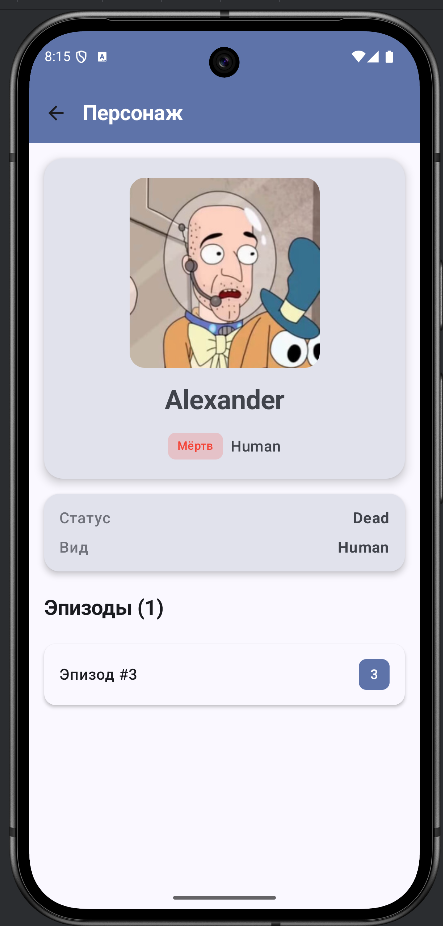 8:15
Персонаж
Alexander
Мёртв Human
Статус Dead
Вид Human
Эпизоды (1)
Эпизод #3 3